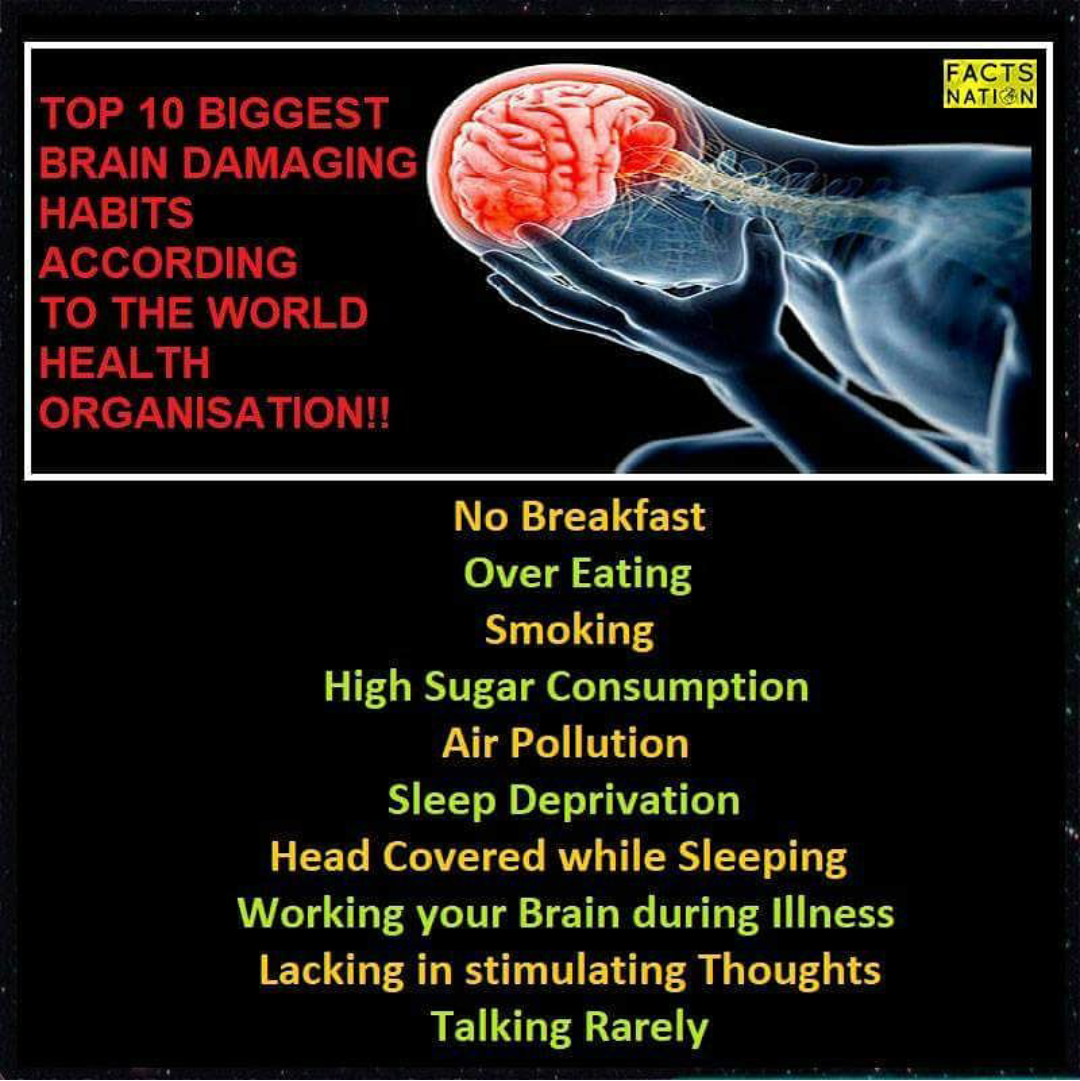 TOP 10 BIGGEST
BRAIN DAMAGING
HABITS
ACCORDING
TO THE WORLD
HEALTH
ORGANISATION!!
FACTS
NATION
No Breakfast
Over Eating
Smoking
High Sugar Consumption
Air Pollution
Sleep Deprivation
Head Covered while Sleeping
Working your Brain during Illness
Lacking in stimulating Thoughts
Talking Rarely